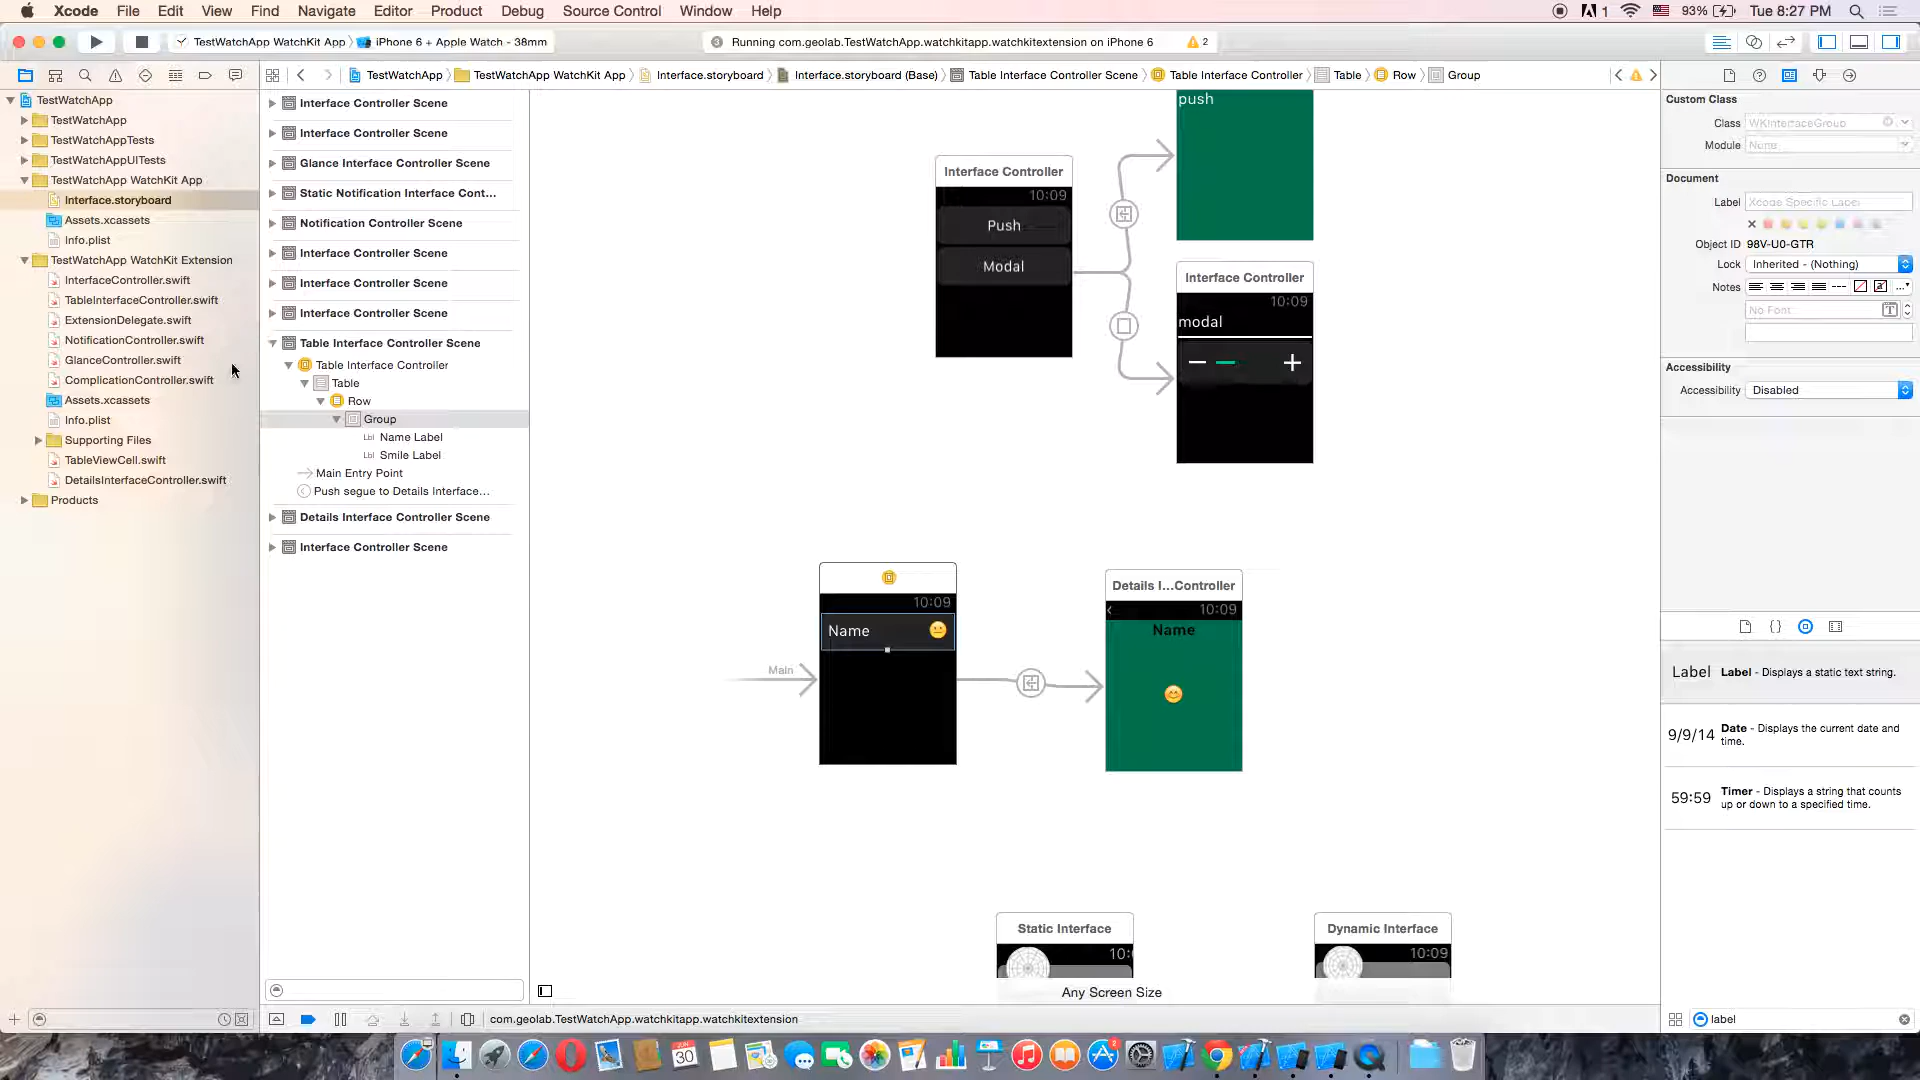 Xcode File Edit View Find Navigate Editor Product Debug Source Control Window Help
1 93% Tue 8:27 PM
TestWatchApp WatchKit App iPhone 6 + Apple Watch - 38mm
3 Running com.geolab.TestWatchApp.watchkitapp.watchkitextension on iPhone 6 2
TestWatchApp TestWatchApp WatchKit App Interface.storyboard Interface.storyboard (Base) Table Interface Controller Scene Table Interface Controller Table Row Group
TestWatchApp
TestWatchApp
TestWatchAppTests
TestWatchAppUITests
TestWatchApp WatchKit App
Interface.storyboard
Assets.xcassets
Info.plist
TestWatchApp WatchKit Extension
InterfaceController.swift
TableInterfaceController.swift
ExtensionDelegate.swift
NotificationController.swift
GlanceController.swift
ComplicationController.swift
Assets.xcassets
Info.plist
Supporting Files
TableViewCell.swift
DetailsInterfaceController.swift
Products
Interface Controller Scene
Interface Controller Scene
Glance Interface Controller Scene
Static Notification Interface Cont...
Notification Controller Scene
Interface Controller Scene
Interface Controller Scene
Interface Controller Scene
Table Interface Controller Scene
Table Interface Controller
Table
Row
Group
Lbl Name Label
Lbl Smile Label
Main Entry Point
Push segue to Details Interface...
Details Interface Controller Scene
Interface Controller Scene
push
Interface Controller
10:09
Push
Modal
Interface Controller
10:09
modal
Main
10:09
Name
Details I...Controller
10:09
Name
Static Interface
10:
Dynamic Interface
10:09
Any Screen Size
com.geolab.TestWatchApp.watchkitapp.watchkitextension
Custom Class
Class WKInterfaceGroup
Module None
Document
Label Xcode Specific Label
Object ID 98V-U0-GTR
Lock Inherited - (Nothing)
Notes
No Font
Accessibility
Accessibility Disabled
Label Label - Displays a static text string.
9/9/14 Date - Displays the current date and
time.
59:59 Timer - Displays a string that counts
up or down to a specified time.
label
JUN
30
2